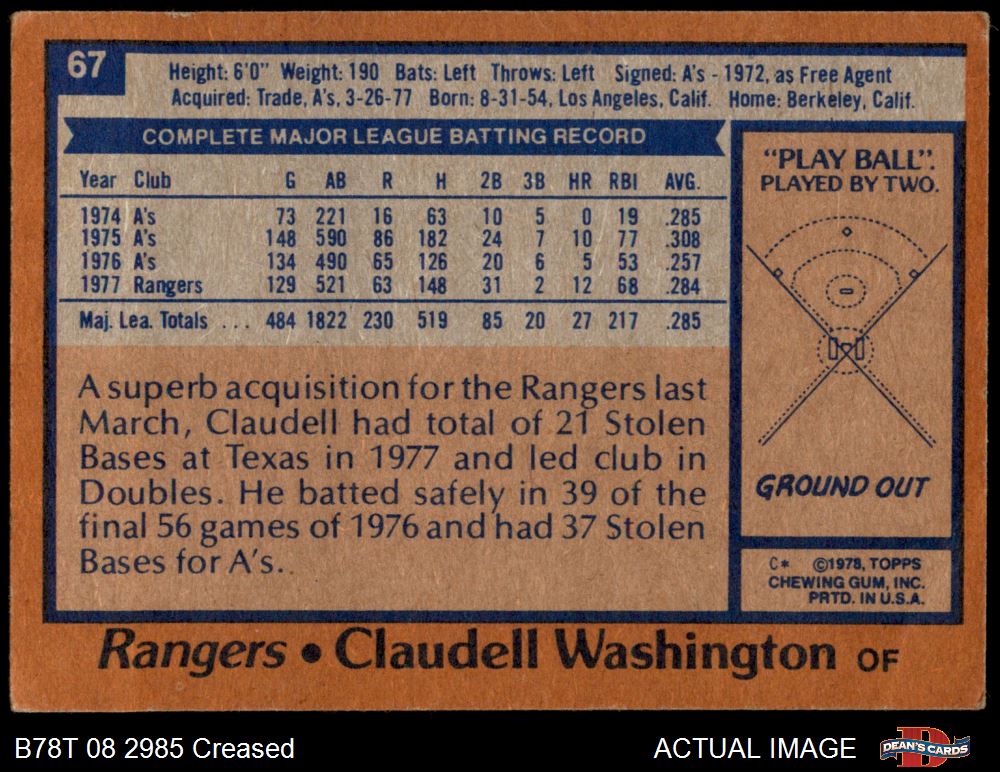 67
Height: 6'0" Weight: 190 Bats: Left Throws: Left Signed: A's - 1972, as Free Agent
Acquired: Trade, A's, 3-26-77 Born: 8-31-54, Los Angeles, Calif. Home: Berkeley, Calif.
COMPLETE MAJOR LEAGUE BATTING RECORD
Year Club G AB R H 2B 3B HR RBI AVG.
1974 A's 73 221 16 63 10 5 0 19 .285
1975 A's 148 590 86 182 24 7 10 77 .308
1976 A's 134 490 65 126 20 6 5 53 .257
1977 Rangers 129 521 63 148 31 2 12 68 .284
Maj. Lea. Totals ... 484 1822 230 519 85 20 27 217 .285
A superb acquisition for the Rangers last
March, Claudell had total of 21 Stolen
Bases at Texas in 1977 and led club in
Doubles. He batted safely in 39 of the
final 56 games of 1976 and had 37 Stolen
Bases for A's..
"PLAY BALL".
PLAYED BY TWO.
GROUND OUT
C* ©1978, TOPPS
CHEWING GUM, INC.
PRTD. IN U.S.A.
Rangers • Claudell Washington OF
B78T 08 2985 Creased
ACTUAL IMAGE
D
DEAN'S CARDS